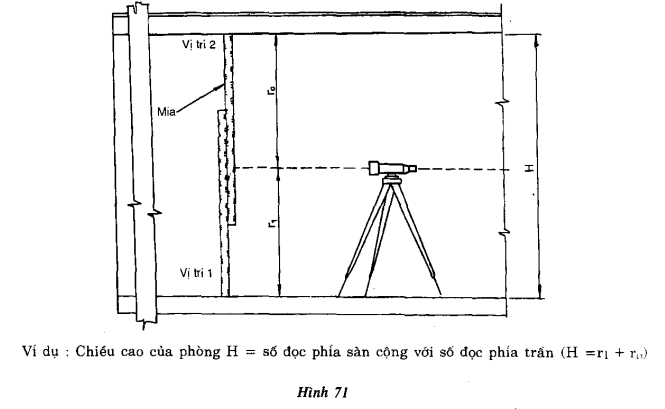 Vị trí 2
Mia
r₀
H
r₁
Vị trí 1
Ví dụ : Chiều cao của phòng H = số đọc phía sàn cộng với số đọc phía trần (H =r₁ + r₀)
Hình 71